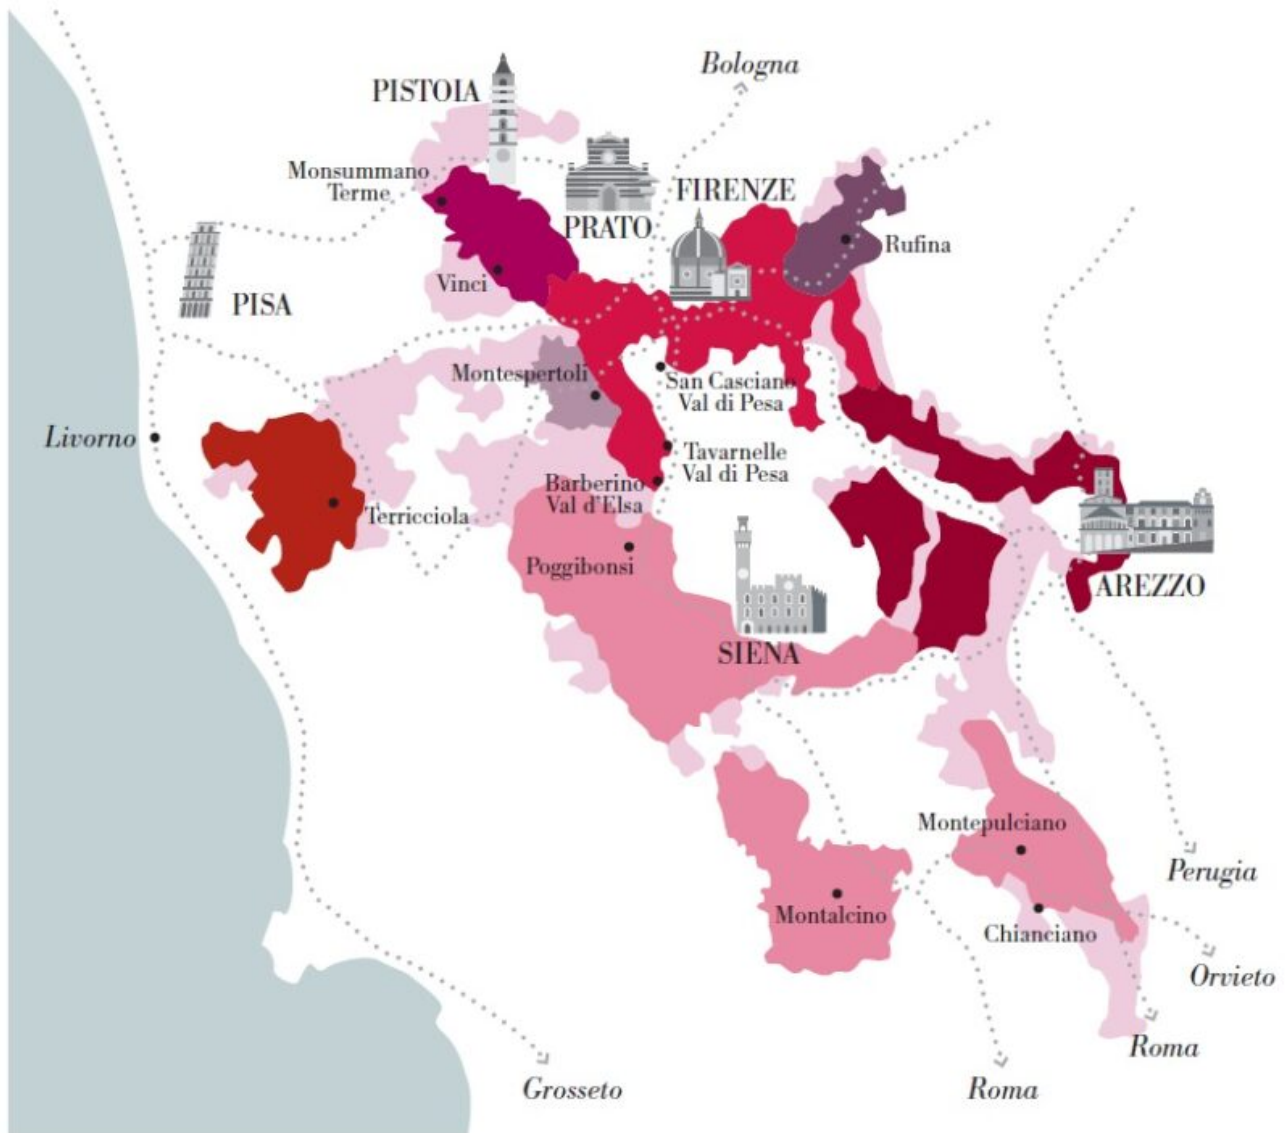 Bologna
PISTOIA
Monsummano
Terme
FIRENZE
PRATO
Rufina
Vinci
PISA
Montespertoli
San Casciano
Val di Pesa
Livorno
Tavarnelle
Val di Pesa
Barberino
Val d'Elsa
Terricciola
Poggibonsi
AREZZO
SIENA
Montepulciano
Perugia
Montalcino
Chianciano
Orvieto
Roma
Grosseto
Roma